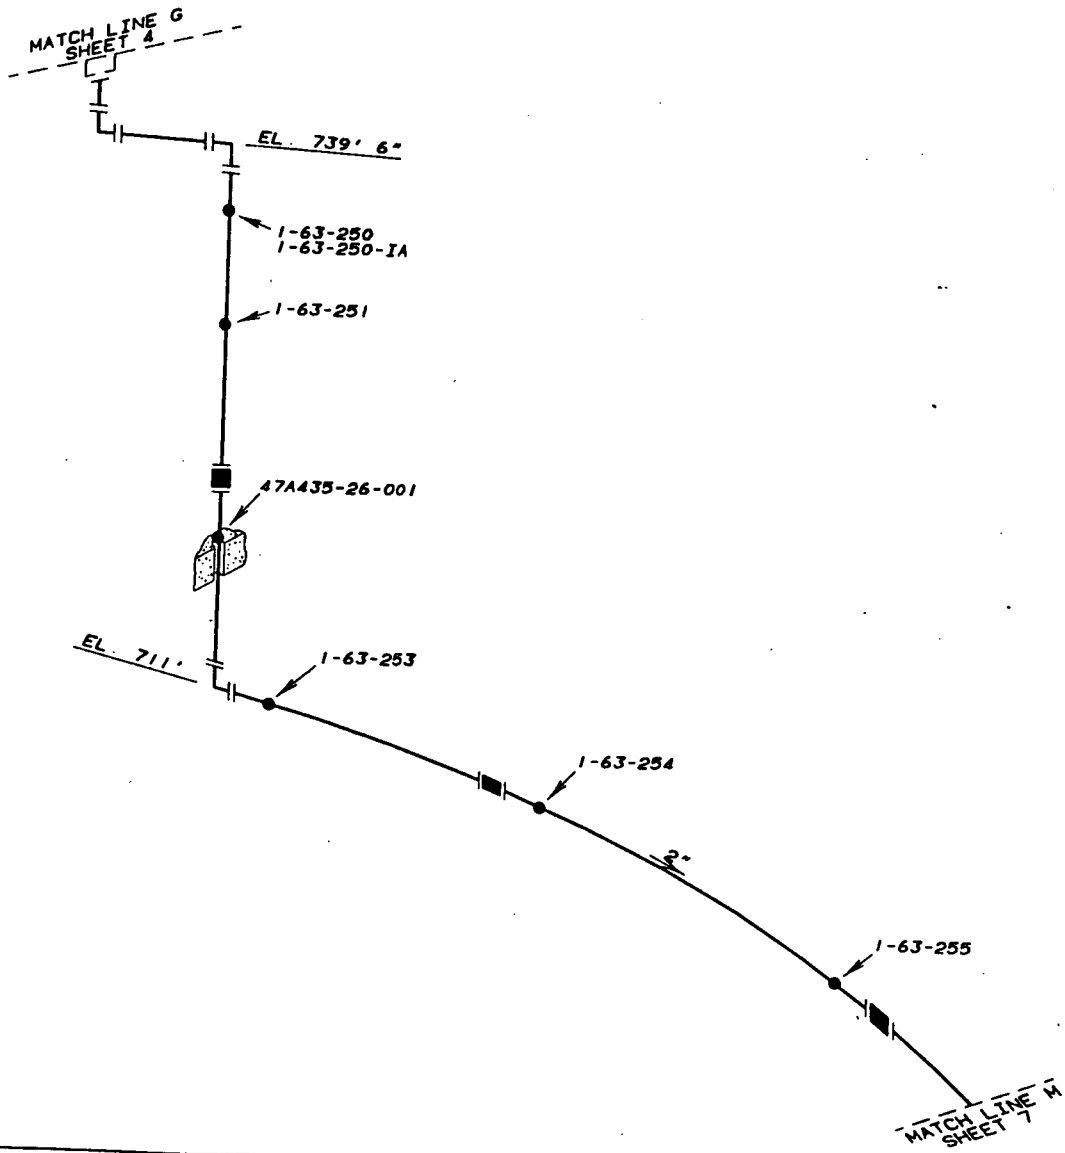 MATCH LINE G
SHEET 4
EL. 739' 6"
1-63-250
1-63-250-IA
1-63-251
47A435-26-001
EL. 711'
1-63-253
1-63-254
2"
1-63-255
MATCH LINE M
SHEET 7